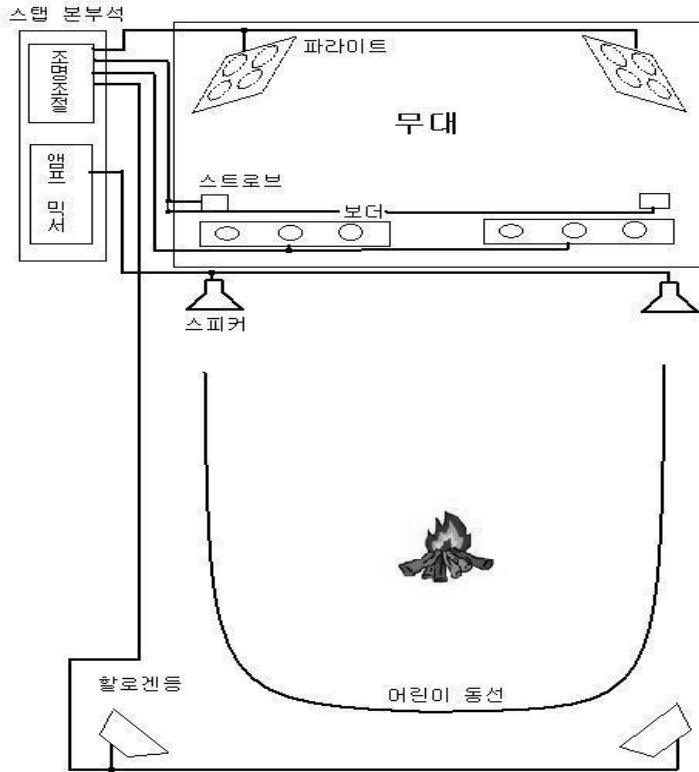 스탭 본부석
조명조절
파라이트
무대
앰프 믹서
스트로브
보더
스피커
할로겐등
어린이 동선